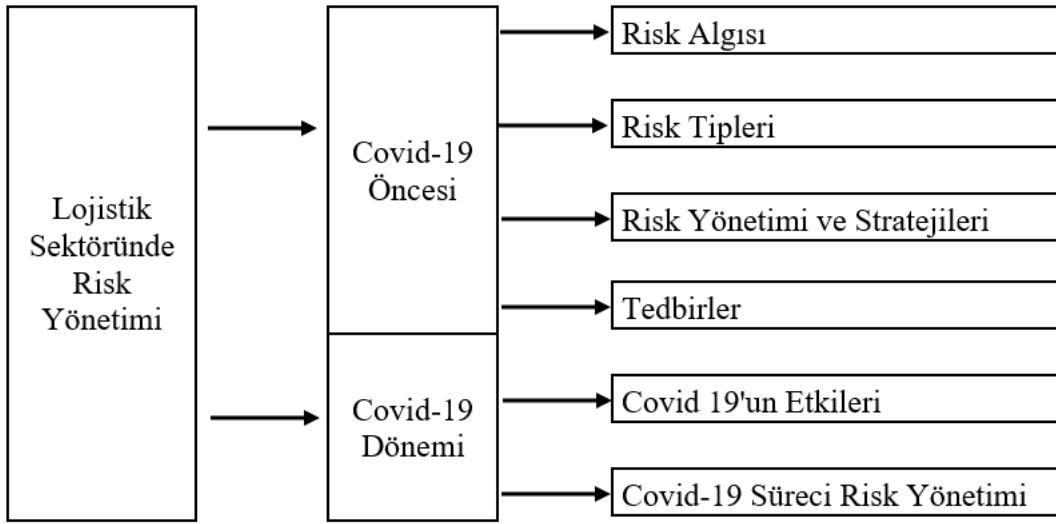 Lojistik
Sektöründe
Risk
Yönetimi
Covid-19
Öncesi
Covid-19
Dönemi
Risk Algısı
Risk Tipleri
Risk Yönetimi ve Stratejileri
Tedbirler
Covid 19'un Etkileri
Covid-19 Süreci Risk Yönetimi